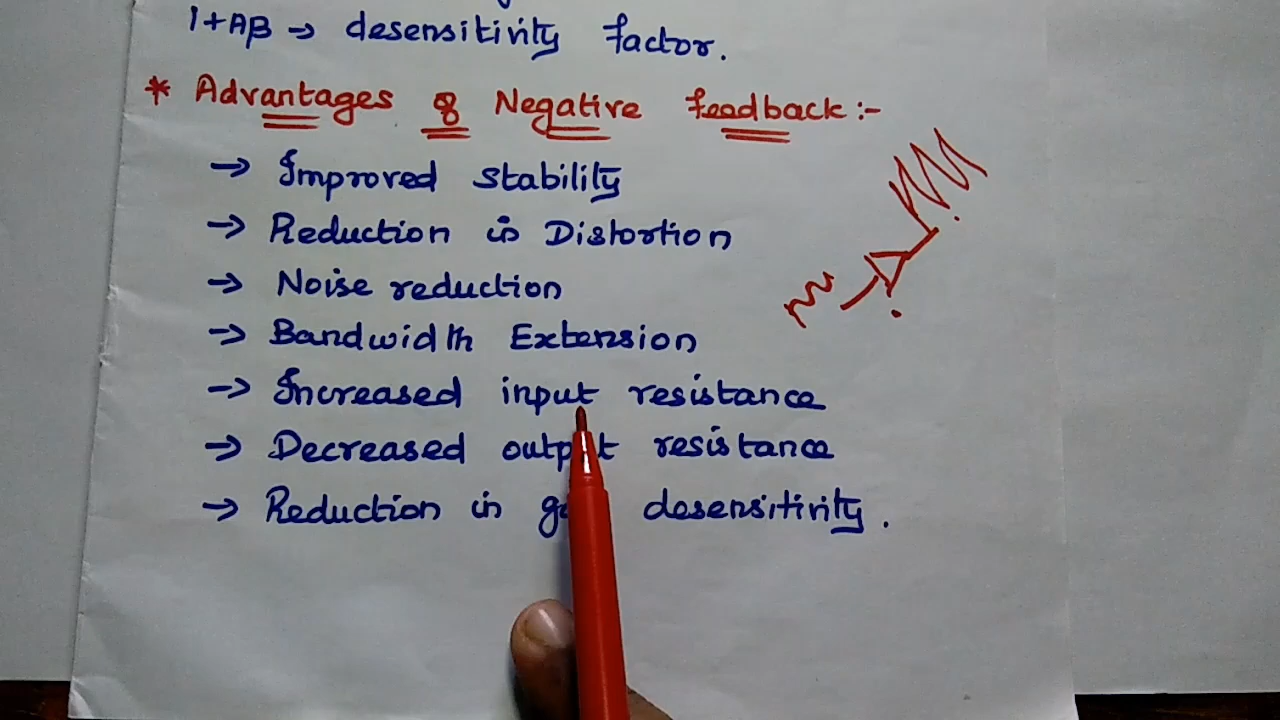 1+Aβ → desensitivity factor.
* Advantages of Negative feedback :-
→ Improved stability
→ Reduction in Distortion
→ Noise reduction
→ Bandwidth Extension
→ Increased input resistance
→ Decreased output resistance
→ Reduction in desensitivity.